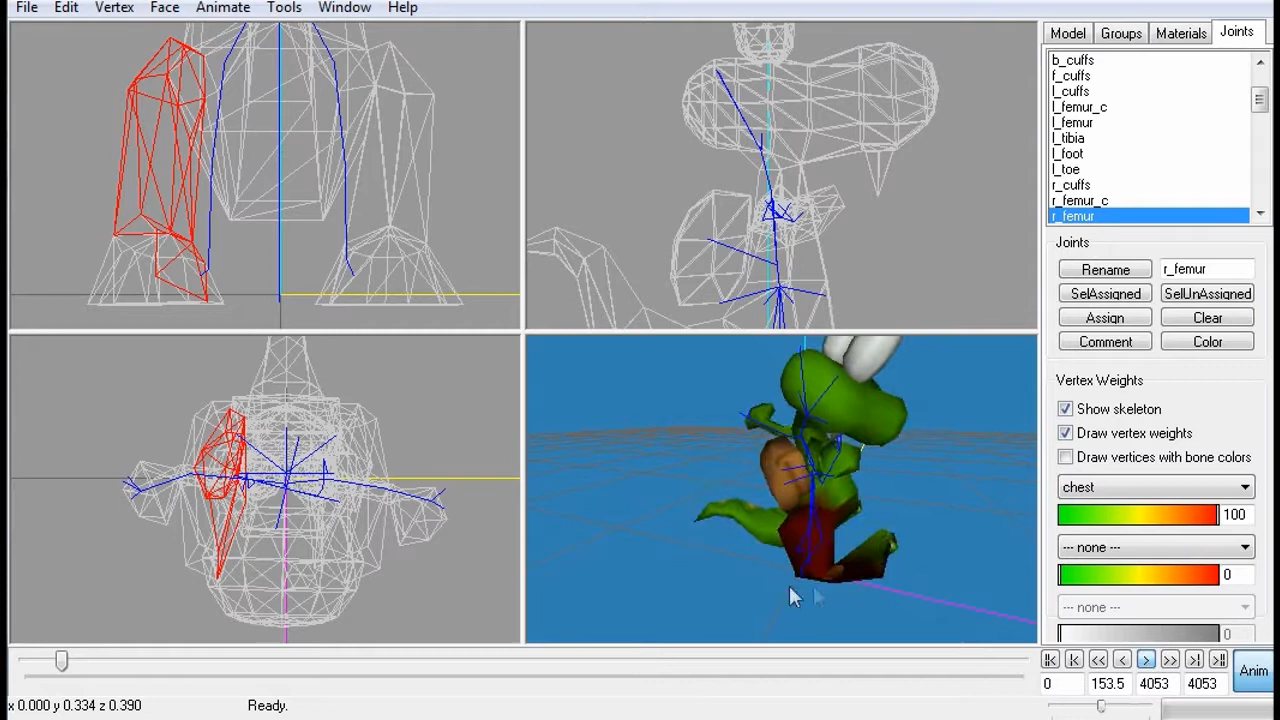 File Edit Vertex Face Animate Tools Window Help
Model Groups Materials Joints
b_cuffs
f_cuffs
l_cuffs
l_femur_c
l_femur
l_tibia
l_foot
l_toe
r_cuffs
r_femur_c
r_femur
Joints
Rename r_femur
SelAssigned SelUnAssigned
Assign Clear
Comment Color
Vertex Weights
Show skeleton
Draw vertex weights
Draw vertices with bone colors
chest
100
--- none ---
0
--- none ---
0
0 153.5 4053 4053 Anim
x 0.000 y 0.334 z 0.390 Ready.